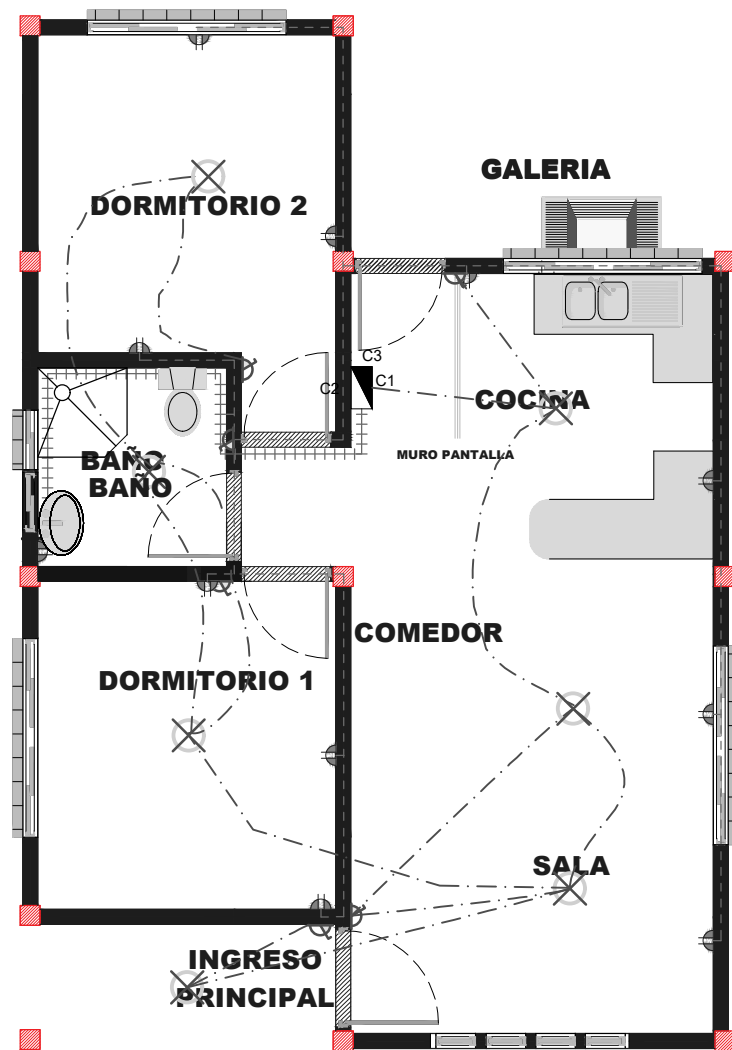 GALERIA
DORMITORIO 2
C3
C2
C1
COCINA
MURO PANTALLA
BAÑO
BAÑO
COMEDOR
DORMITORIO 1
SALA
INGRESO
PRINCIPAL